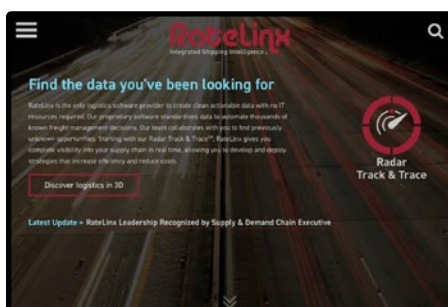 RateLinx
Integrated Shipping Intelligence
Find the data you've been looking for
RateLinx is the only logistics software provider to create clean actionable data with no IT
resources required. Our proprietary software standardizes data to automate thousands of
known freight management decisions. Our team collaborates with you to find previously
unknown opportunities. Starting with our Radar Track & Trace™, RateLinx gives you
complete visibility into your supply chain in real time, allowing you to develop and deploy
strategies that increase efficiency and reduce costs.
Radar
Track & Trace
Discover logistics in 3D
Latest Update » RateLinx Leadership Recognized by Supply & Demand Chain Executive